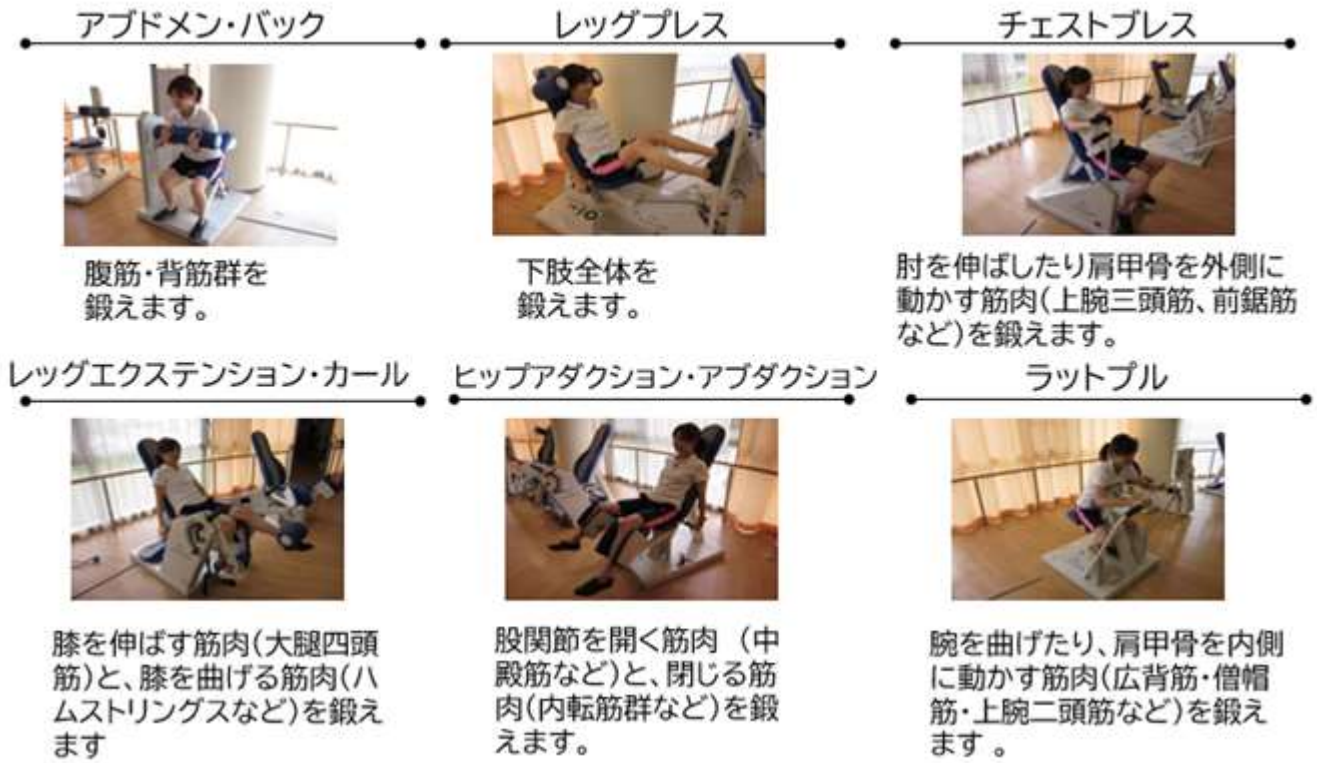 アブドメン・バック
レッグプレス
チェストプレス
腹筋・背筋群を
鍛えます。
下肢全体を
鍛えます。
肘を伸ばしたり肩甲骨を外側に
動かす筋肉(上腕三頭筋、前鋸筋
など)を鍛えます。
レッグエクステンション・カール
ヒップアダクション・アブダクション
ラットプル
膝を伸ばす筋肉(大腿四頭
筋)と、膝を曲げる筋肉(ハ
ムストリングスなど)を鍛え
ます
股関節を開く筋肉 (中
殿筋など)と、閉じる筋
肉(内転筋群など)を鍛
えます。
腕を曲げたり、肩甲骨を内側
に動かす筋肉(広背筋・僧帽
筋・上腕二頭筋など)を鍛え
ます 。